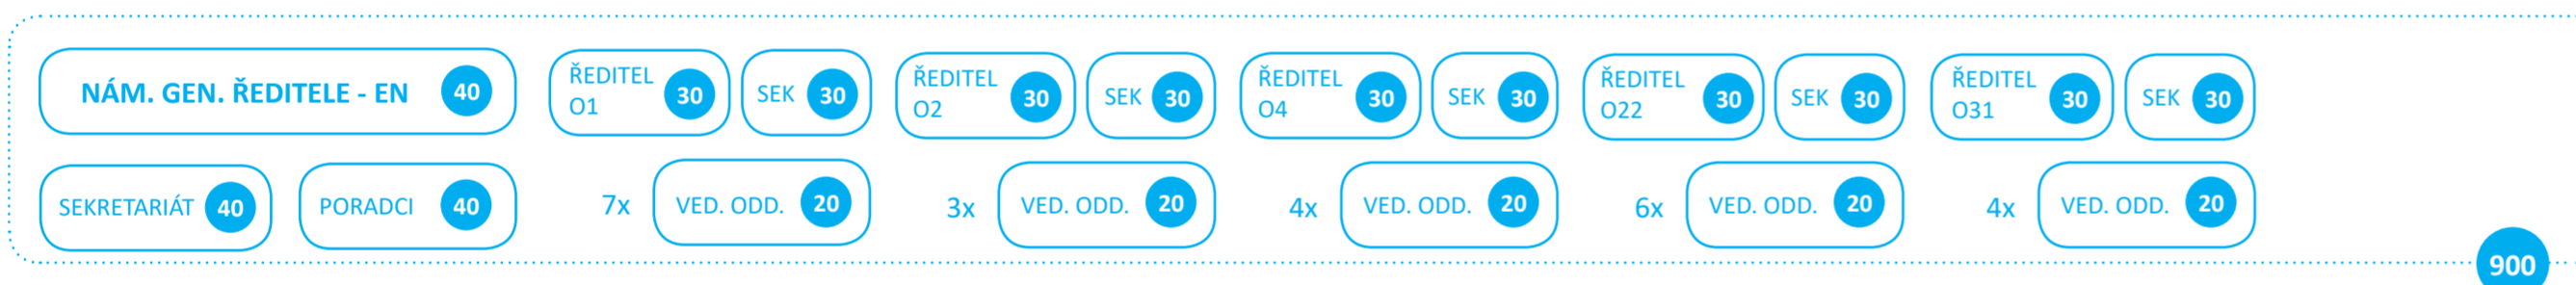 NÁM. GEN. ŘEDITELE - EN 40
SEKRETARIÁT 40
PORADCI 40
ŘEDITEL
O1
30
SEK 30
7x VED. ODD. 20
ŘEDITEL
O2
30
SEK 30
3x VED. ODD. 20
ŘEDITEL
O4
30
SEK 30
4x VED. ODD. 20
ŘEDITEL
O22
30
SEK 30
6x VED. ODD. 20
ŘEDITEL
O31
30
SEK 30
4x VED. ODD. 20
900